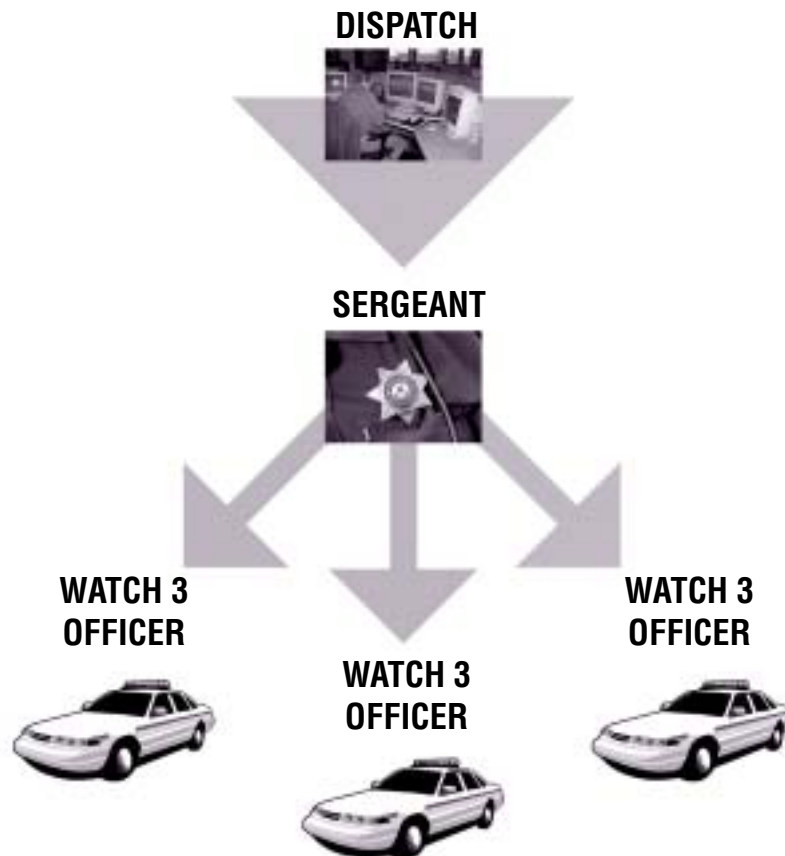 DISPATCH
SERGEANT
WATCH 3
OFFICER
WATCH 3
OFFICER
WATCH 3
OFFICER